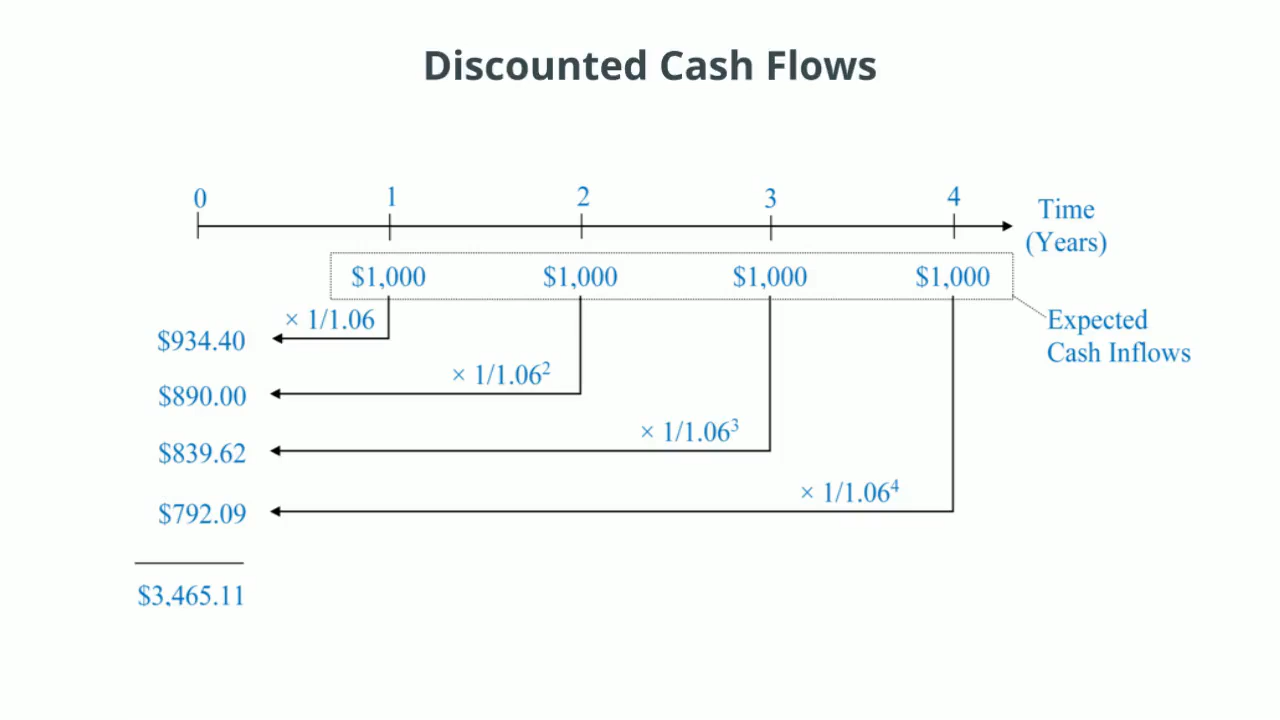 Discounted Cash Flows
0 1 2 3 4
Time
(Years)
$1,000 $1,000 $1,000 $1,000
Expected
Cash Inflows
× 1/1.06
$934.40
× 1/1.06²
$890.00
× 1/1.06³
$839.62
× 1/1.06⁴
$792.09
$3,465.11